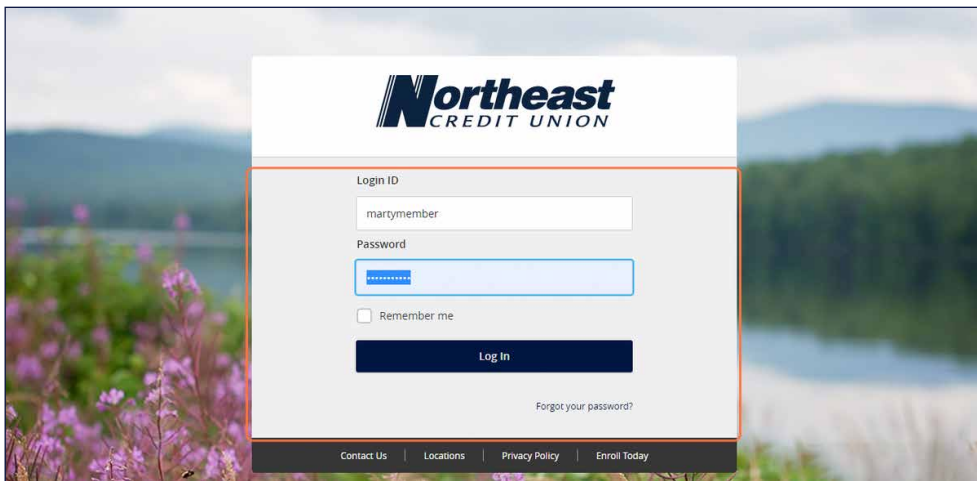 Northeast
CREDIT UNION
Login ID
martymember
Password
•••••••••••
Remember me
Log In
Forgot your password?
Contact Us | Locations | Privacy Policy | Enroll Today